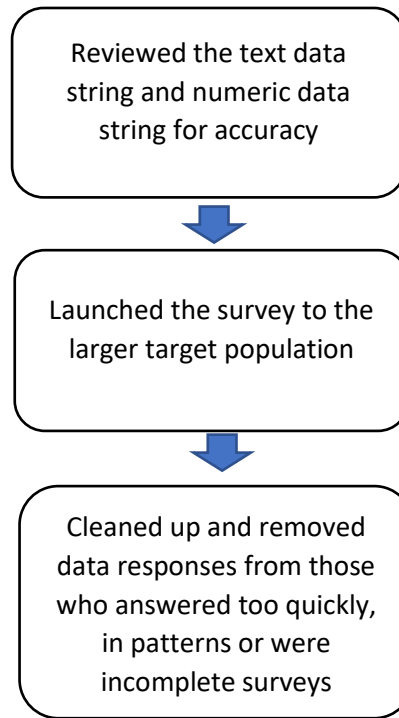 Reviewed the text data
string and numeric data
string for accuracy
Launched the survey to the
larger target population
Cleaned up and removed
data responses from those
who answered too quickly,
in patterns or were
incomplete surveys